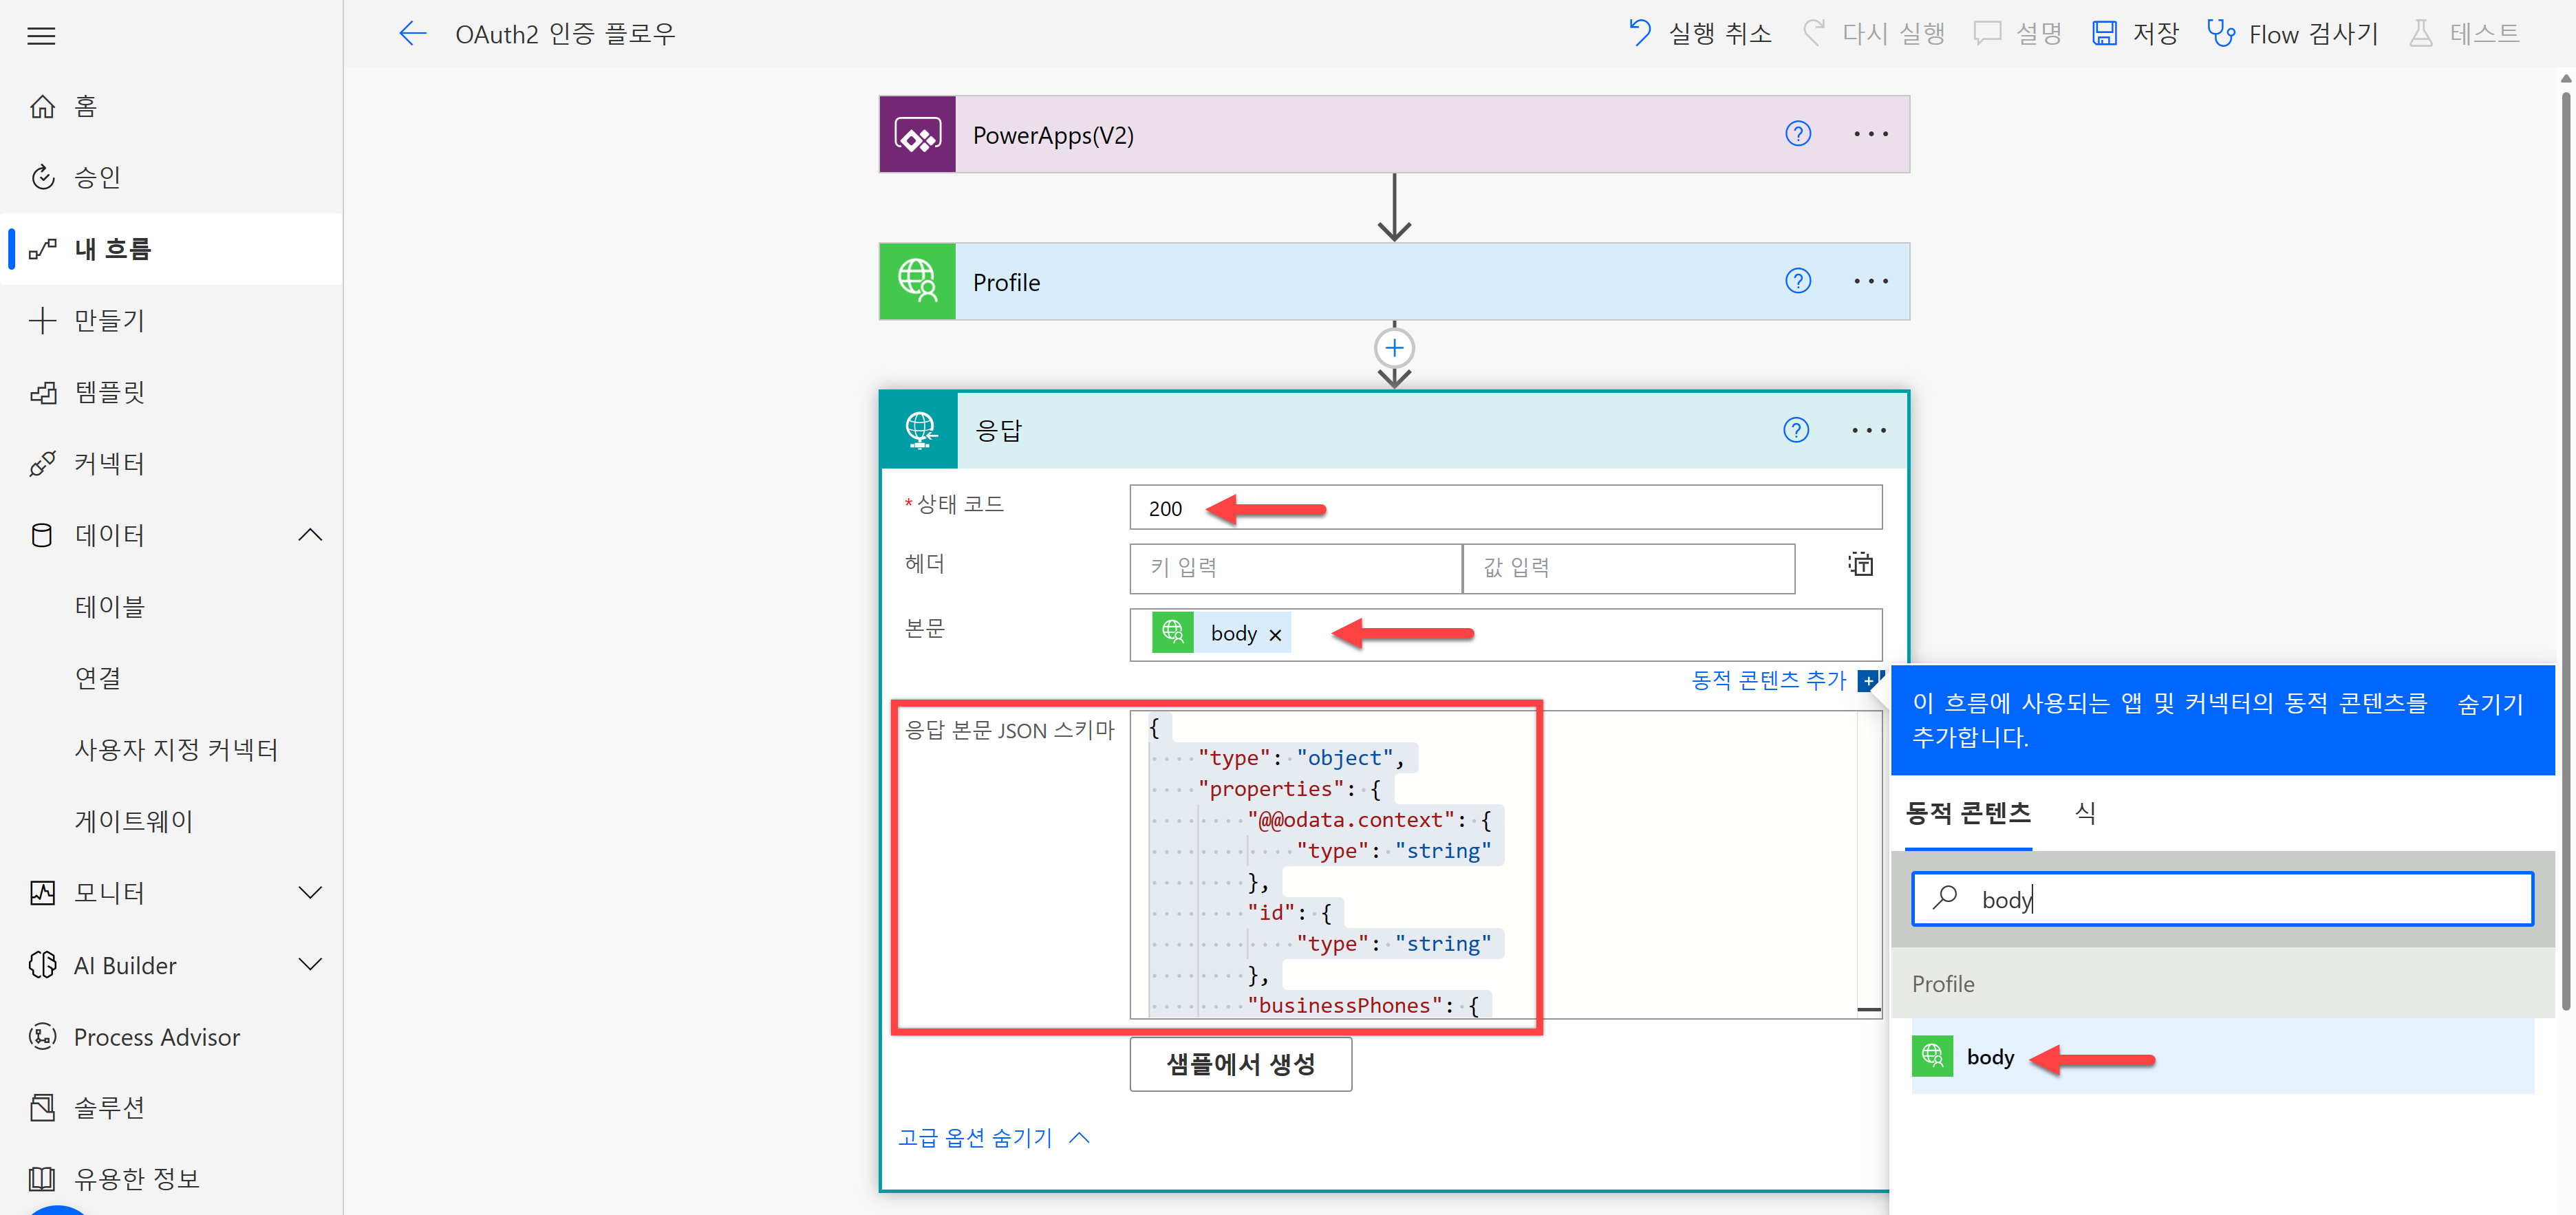 OAuth2 인증 플로우
실행 취소
다시 실행
설명
저장
Flow 검사기
테스트
홈
승인
내 흐름
만들기
템플릿
커넥터
데이터
테이블
연결
사용자 지정 커넥터
게이트웨이
모니터
AI Builder
Process Advisor
솔루션
유용한 정보
PowerApps(V2)
Profile
응답
*상태 코드
200
헤더
키 입력
값 입력
본문
body
동적 콘텐츠 추가
응답 본문 JSON 스키마
{
"type": "object",
"properties": {
"@@odata.context": {
"type": "string"
},
"id": {
"type": "string"
},
"businessPhones": {
샘플에서 생성
고급 옵션 숨기기
이 흐름에 사용되는 앱 및 커넥터의 동적 콘텐츠를
추가합니다.
숨기기
동적 콘텐츠
식
body
Profile
body